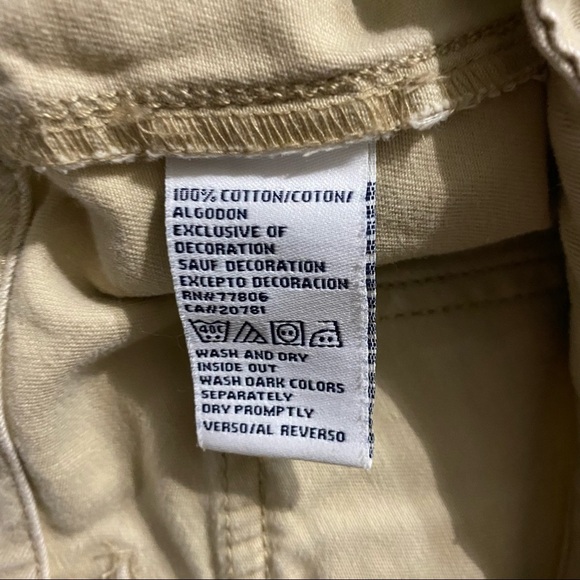 100% COTTON/COTON/
ALGODON
EXCLUSIVE OF
DECORATION
SAUF DECORATION
EXCEPTO DECORACION
RN#77806
CA#20781
40C
WASH AND DRY
INSIDE OUT
WASH DARK COLORS
SEPARATELY
DRY PROMPTLY
VERSO/AL REVERSO